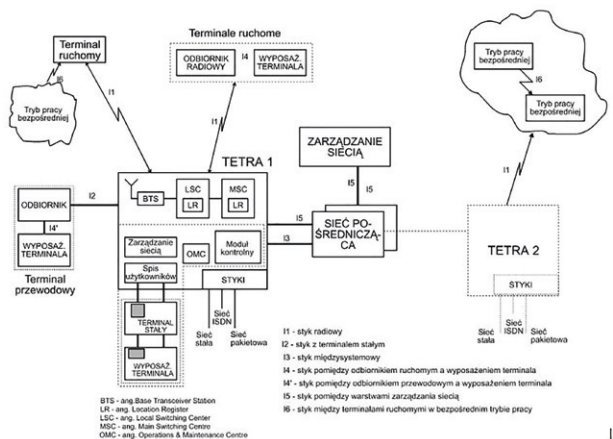 Terminal
ruchomy
I6
Tryb pracy
bezpośredniej
I1
Terminale ruchome
ODBIORNIK
RADIOWY
I4
WYPOSAŻ.
TERMINALA
I1
Tryb pracy
bezpośredniej
I6
Tryb pracy
bezpośredniej
I1
ZARZĄDZANIE
SIECIĄ
I5
I5
TETRA 1
BTS
LSC
LR
MSC
LR
Zarządzanie
siecią
Spis
użytkowników
OMC
Moduł
kontrolny
STYKI
TERMINAL
STAŁY
WYPOSAŻ.
TERMINALA
Sieć
stała
Sieć
ISDN
Sieć
pakietowa
ODBIORNIK
I2
I4'
WYPOSAŻ.
TERMINALA
Terminal
przewodowy
I5
I3
SIEĆ PO-
ŚREDNICZĄ-
CA
TETRA 2
STYKI
Sieć
stała
Sieć
ISDN
Sieć
pakietowa
I1 - styk radiowy
I2 - styk z terminalem stałym
I3 - styk międzysystemowy
I4 - styk pomiędzy odbiornikiem ruchomym a wyposażeniem terminala
I4' - styk pomiędzy odbiornikiem przewodowym a wyposażeniem terminala
I5 - styk pomiędzy warstwami zarządzania siecią
I6 - styk między terminalami ruchomymi w bezpośrednim trybie pracy
BTS - ang.Base Transceiver Station
LR - ang. Location Register
LSC - ang. Local Switching Center
MSC - ang. Main Switching Centre
OMC - ang. Operations & Maintenance Centre